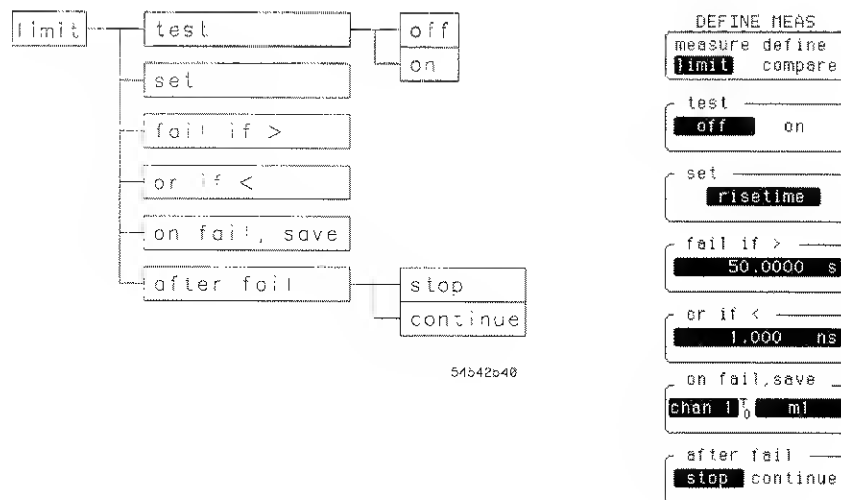 limit
test
off
on
set
fail if >
or if <
on fail, save
after fail
stop
continue
54542b40
DEFINE MEAS
measure define
limit compare
test
off on
set
risetime
fail if >
50.0000 s
or if <
1.000 ns
on fail,save
chan 1 To m1
after fail
stop continue